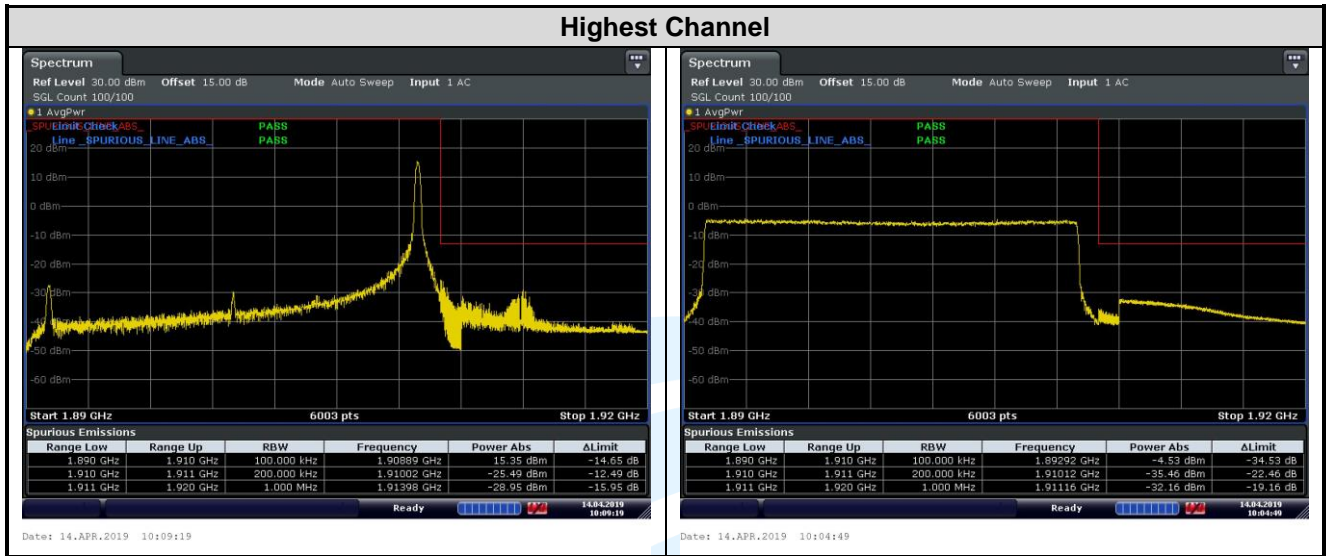 Highest Channel
Spectrum
Ref Level 30.00 dBm Offset 15.00 dB Mode Auto Sweep Input 1 AC
SGL Count 100/100
1 AvgPwr
Limit Check PASS
Line _SPURIOUS_LINE_ABS_ PASS
20 dBm
10 dBm
0 dBm
-10 dBm
-20 dBm
-30 dBm
-40 dBm
-50 dBm
-60 dBm
Start 1.89 GHz 6003 pts Stop 1.92 GHz
Spurious Emissions
Range Low Range Up RBW Frequency Power Abs ΔLimit
1.890 GHz 1.910 GHz 100.000 kHz 1.90889 GHz 15.35 dBm -14.65 dB
1.910 GHz 1.911 GHz 200.000 kHz 1.91002 GHz -25.49 dBm -12.49 dB
1.911 GHz 1.920 GHz 1.000 MHz 1.91398 GHz -28.95 dBm -15.95 dB
Ready 14.04.2019
10:09:19
Date: 14.APR.2019 10:09:19
Spectrum
Ref Level 30.00 dBm Offset 15.00 dB Mode Auto Sweep Input 1 AC
SGL Count 100/100
1 AvgPwr
Limit Check PASS
Line _SPURIOUS_LINE_ABS_ PASS
20 dBm
10 dBm
0 dBm
-10 dBm
-20 dBm
-30 dBm
-40 dBm
-50 dBm
-60 dBm
Start 1.89 GHz 6003 pts Stop 1.92 GHz
Spurious Emissions
Range Low Range Up RBW Frequency Power Abs ΔLimit
1.890 GHz 1.910 GHz 100.000 kHz 1.89292 GHz -4.53 dBm -34.53 dB
1.910 GHz 1.911 GHz 200.000 kHz 1.91012 GHz -35.46 dBm -22.46 dB
1.911 GHz 1.920 GHz 1.000 MHz 1.91116 GHz -32.16 dBm -19.16 dB
Ready 14.04.2019
10:04:49
Date: 14.APR.2019 10:04:49